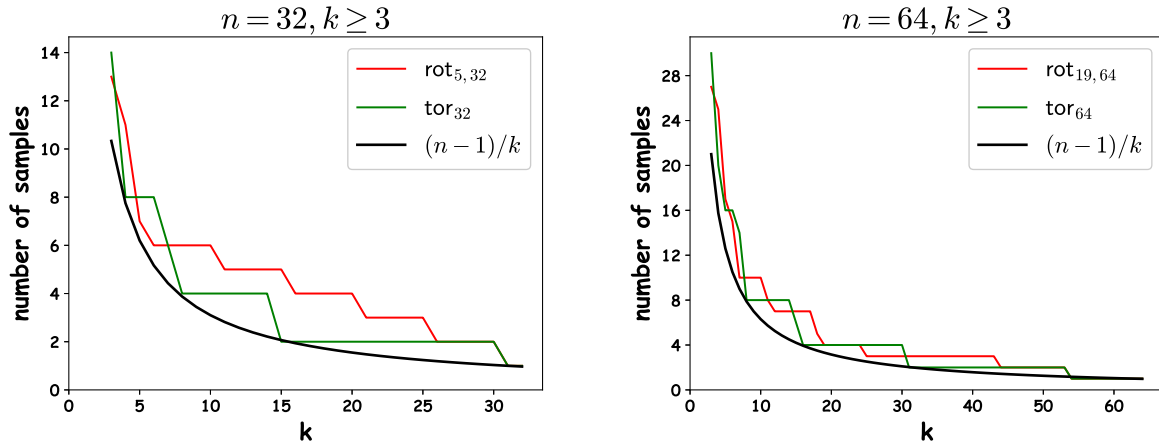 n = 32, k ≥ 3
number of samples
14
12
10
8
6
4
2
0
0 5 10 15 20 25 30
k
rot₅,₃₂
tor₃₂
(n − 1)/k
n = 64, k ≥ 3
number of samples
28
24
20
16
12
8
4
0
0 10 20 30 40 50 60
k
rot₁₉,₆₄
tor₆₄
(n − 1)/k